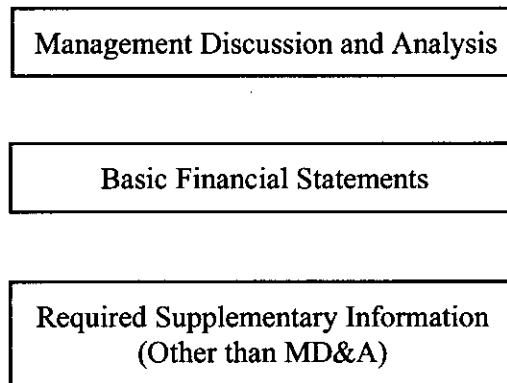 Management Discussion and Analysis
Basic Financial Statements
Required Supplementary Information
(Other than MD&A)